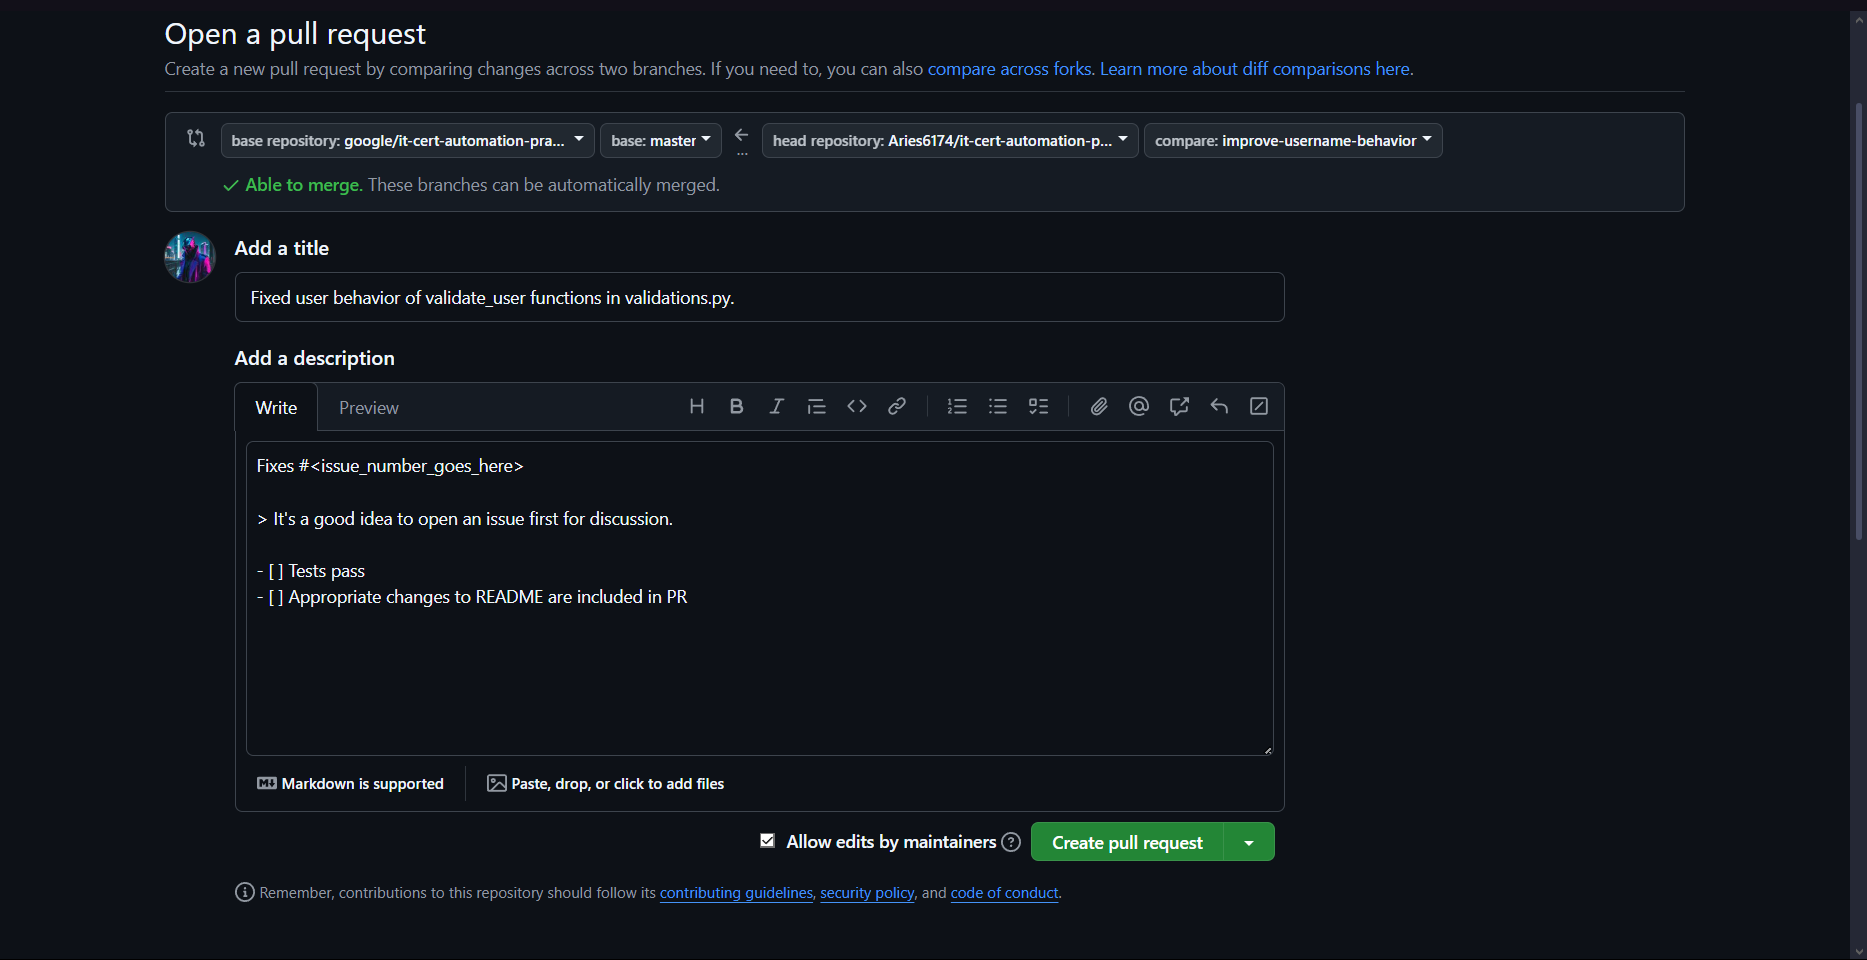 Open a pull request
Create a new pull request by comparing changes across two branches. If you need to, you can also compare across forks. Learn more about diff comparisons here.
base repository: google/it-cert-automation-pra... base: master ... head repository: Aries6174/it-cert-automation-p... compare: improve-username-behavior
Able to merge. These branches can be automatically merged.
Add a title
Fixed user behavior of validate_user functions in validations.py.
Add a description
Write Preview
Fixes #<issue_number_goes_here>
> It's a good idea to open an issue first for discussion.
- [ ] Tests pass
- [ ] Appropriate changes to README are included in PR
Markdown is supported Paste, drop, or click to add files
Allow edits by maintainers Create pull request
Remember, contributions to this repository should follow its contributing guidelines, security policy, and code of conduct.